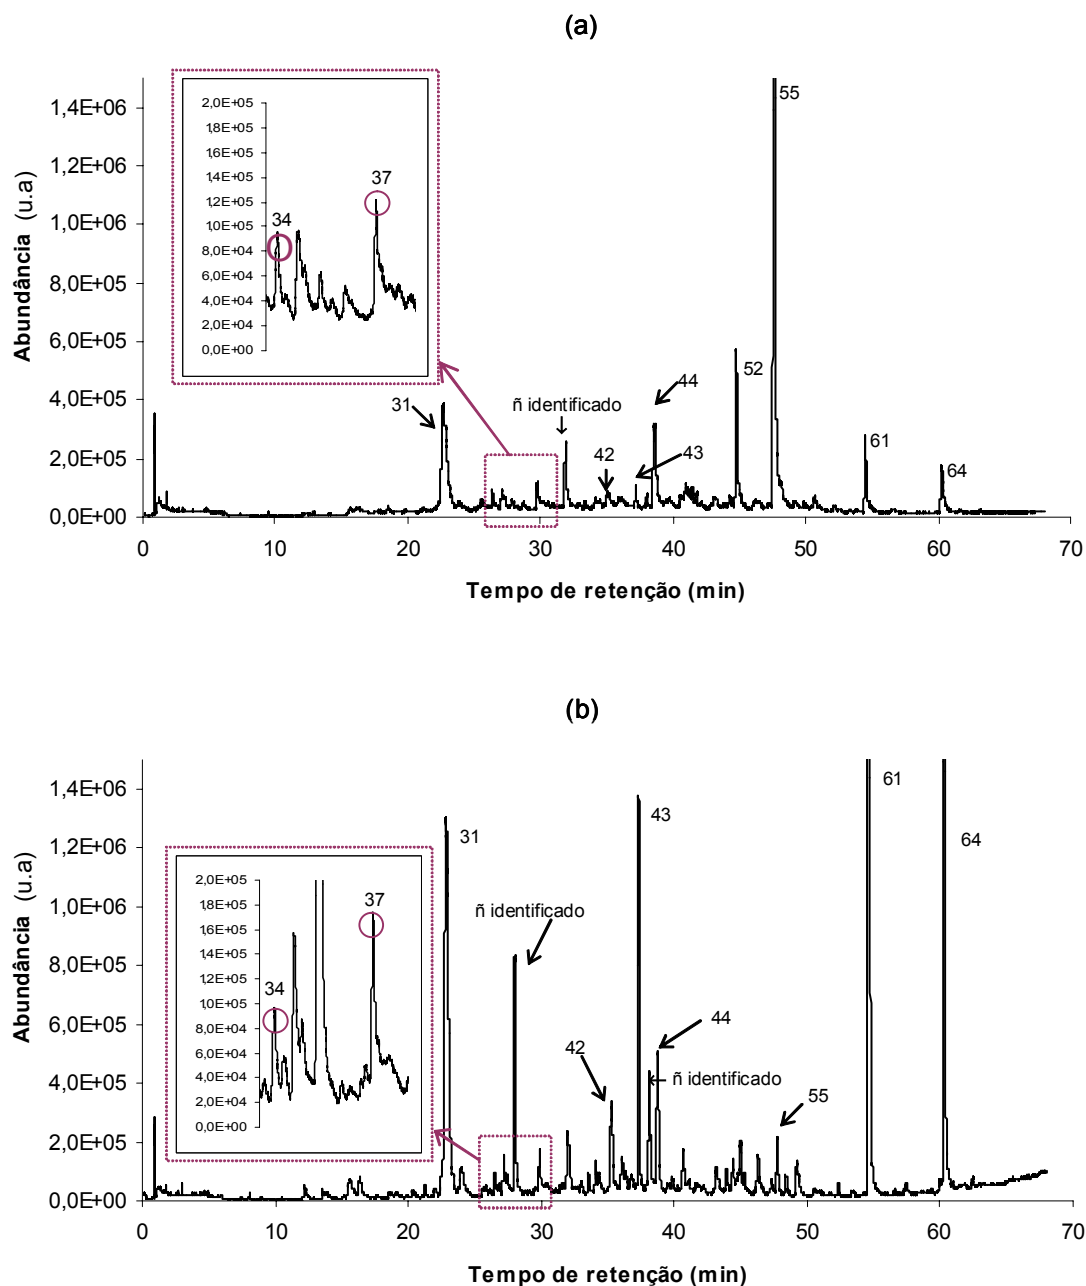 (a)
1,4E+06
1,2E+06
1,0E+06
8,0E+05
6,0E+05
4,0E+05
2,0E+05
0,0E+00
Abundância (u.a)
2,0E+05
1,8E+05
1,6E+05
1,4E+05
1,2E+05
1,0E+05
8,0E+04
6,0E+04
4,0E+04
2,0E+04
0,0E+00
34
37
31
ñ identificado
42
43
44
52
55
61
64
0 10 20 30 40 50 60 70
Tempo de retenção (min)
(b)
1,4E+06
1,2E+06
1,0E+06
8,0E+05
6,0E+05
4,0E+05
2,0E+05
0,0E+00
Abundância (u.a)
2,0E+05
1,8E+05
1,6E+05
1,4E+05
1,2E+05
1,0E+05
8,0E+04
6,0E+04
4,0E+04
2,0E+04
0,0E+00
34
37
31
ñ identificado
42
43
44
ñ identificado
55
61
64
0 10 20 30 40 50 60 70
Tempo de retenção (min)